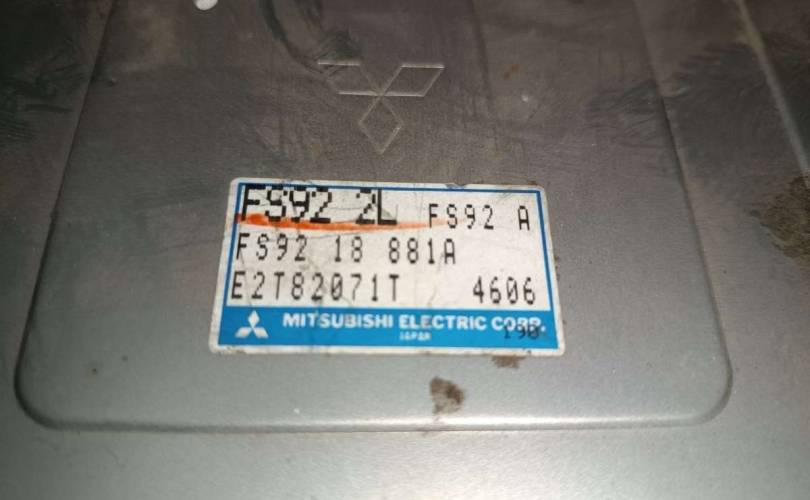 FS92 2L FS92 A
FS92 18 881A
E2T82071T 4606
MITSUBISHI ELECTRIC CORP.
JAPAN